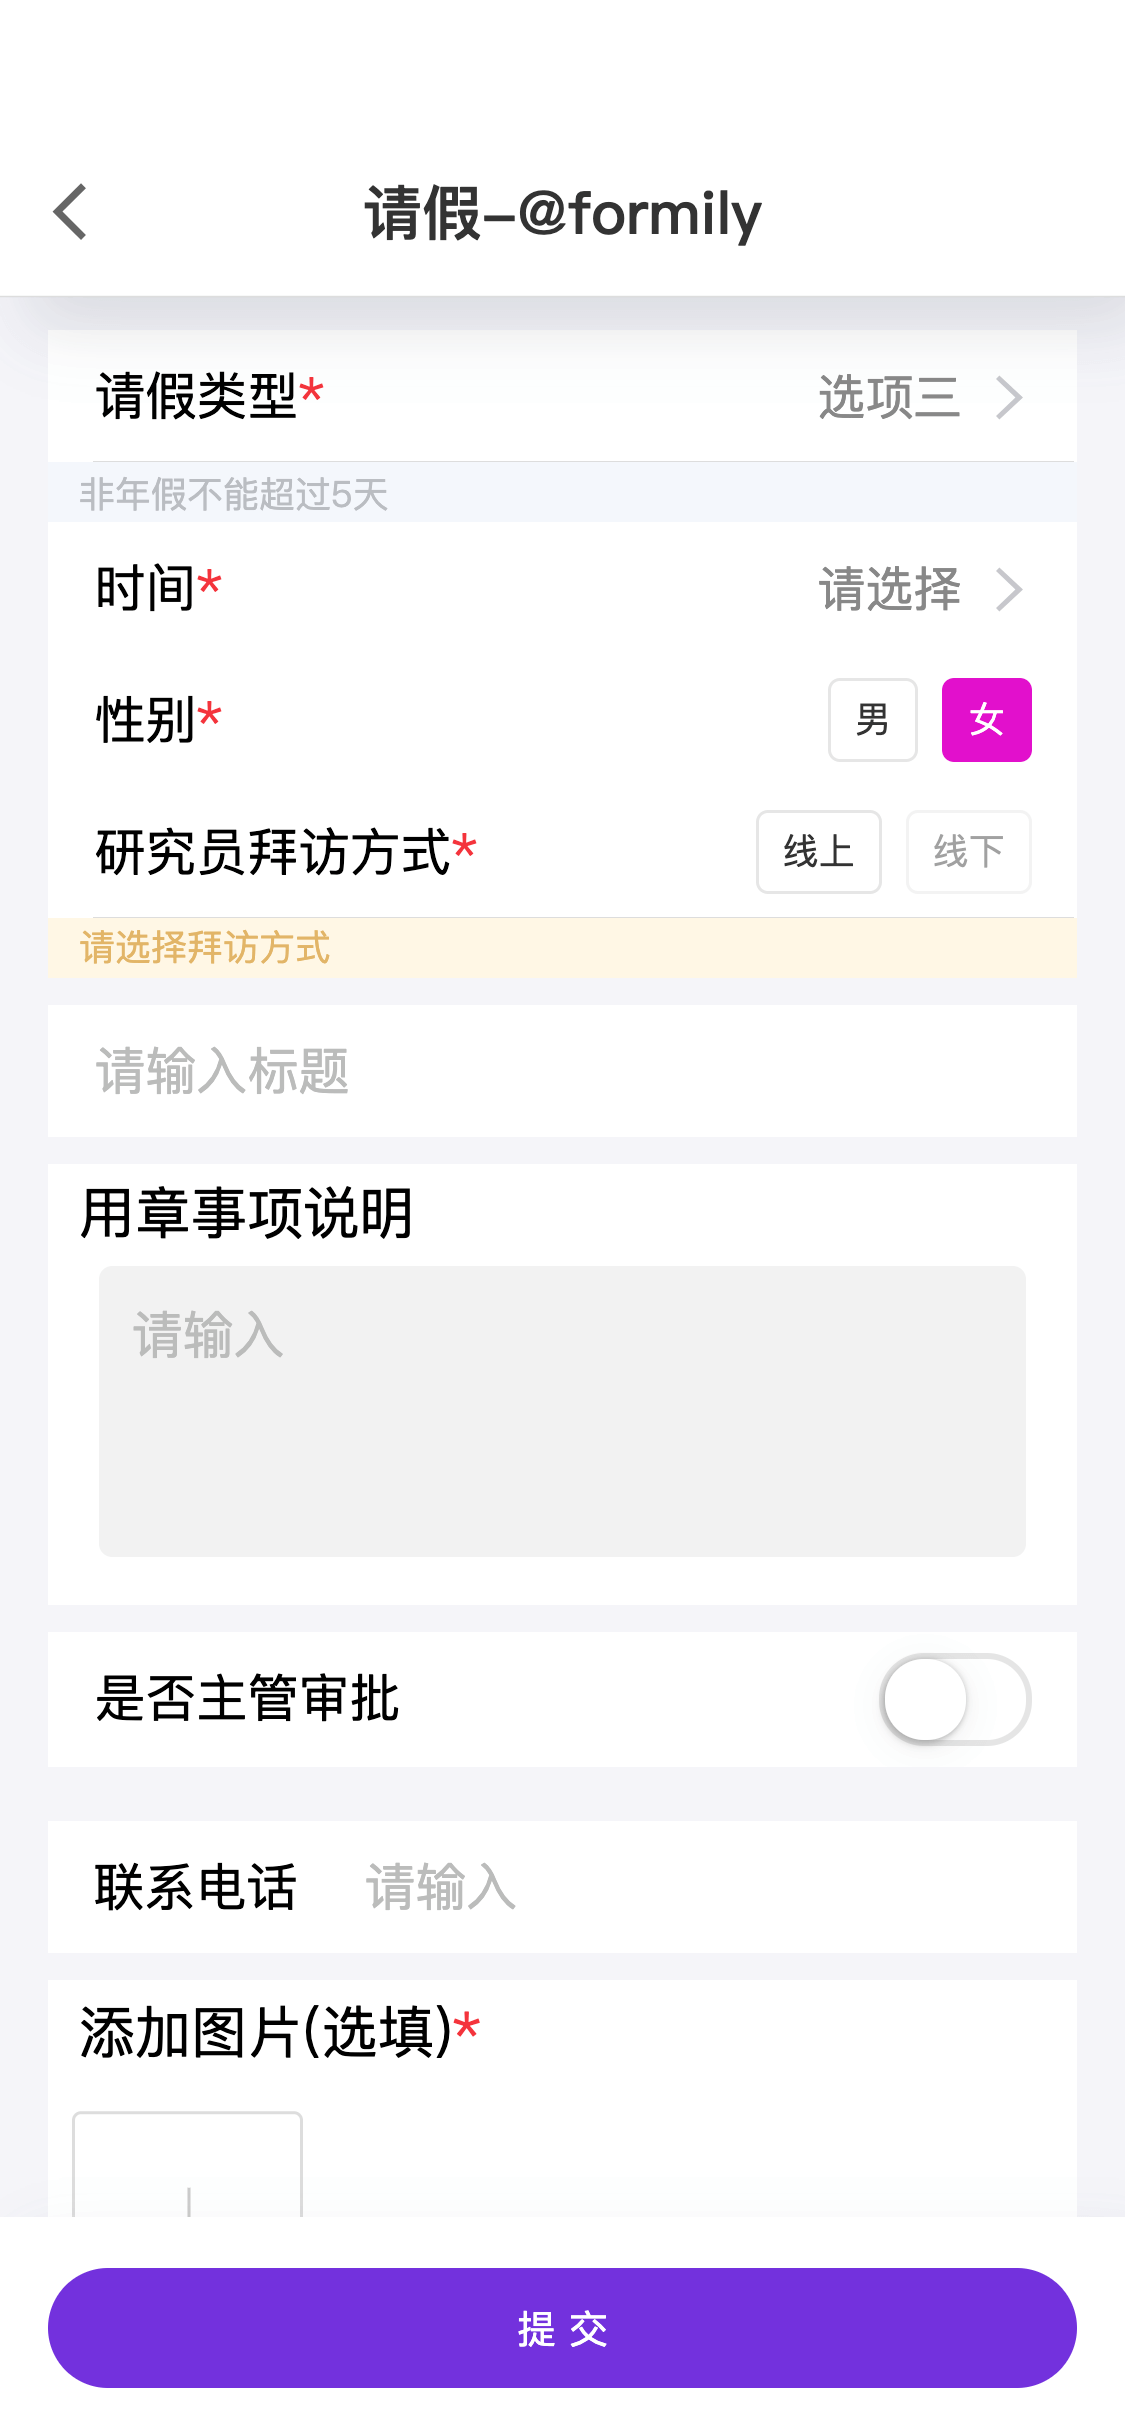 请假-@formily
请假类型* 选项三
非年假不能超过5天
时间* 请选择
性别* 男 女
研究员拜访方式* 线上 线下
请选择拜访方式
请输入标题
用章事项说明
请输入
是否主管审批
联系电话 请输入
添加图片(选填)*
提交